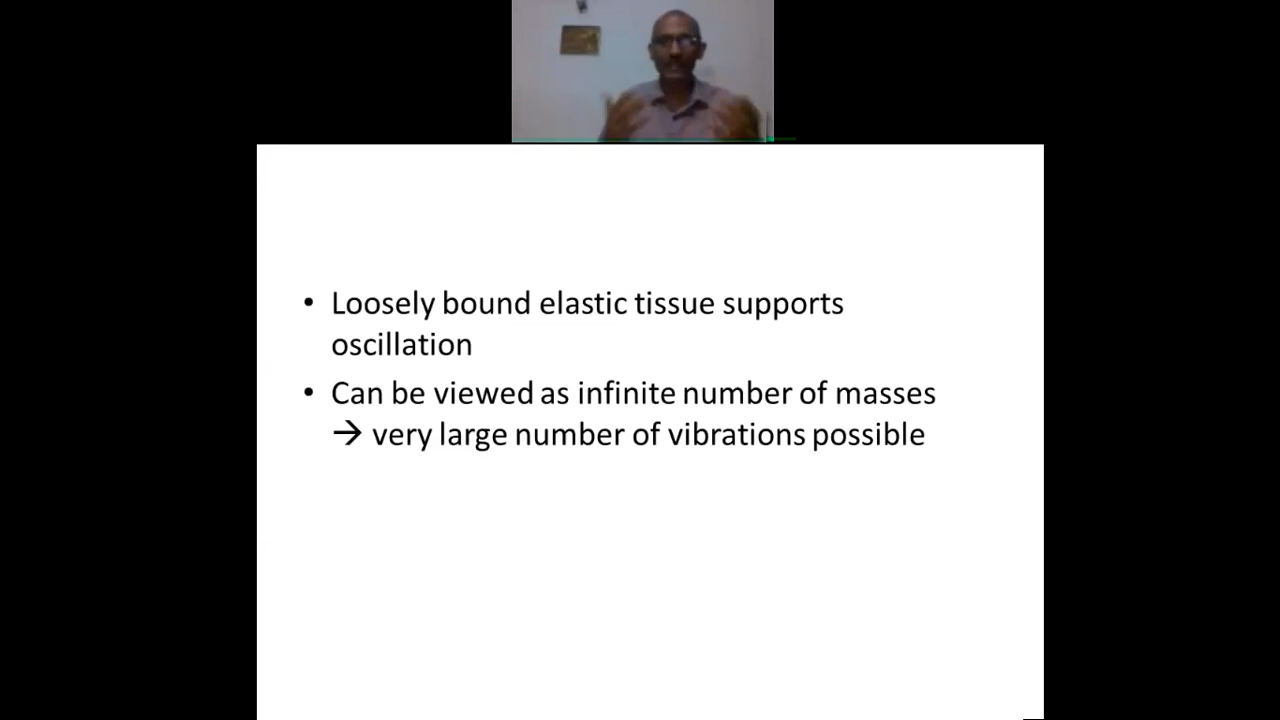 • Loosely bound elastic tissue supports
oscillation
• Can be viewed as infinite number of masses
→ very large number of vibrations possible